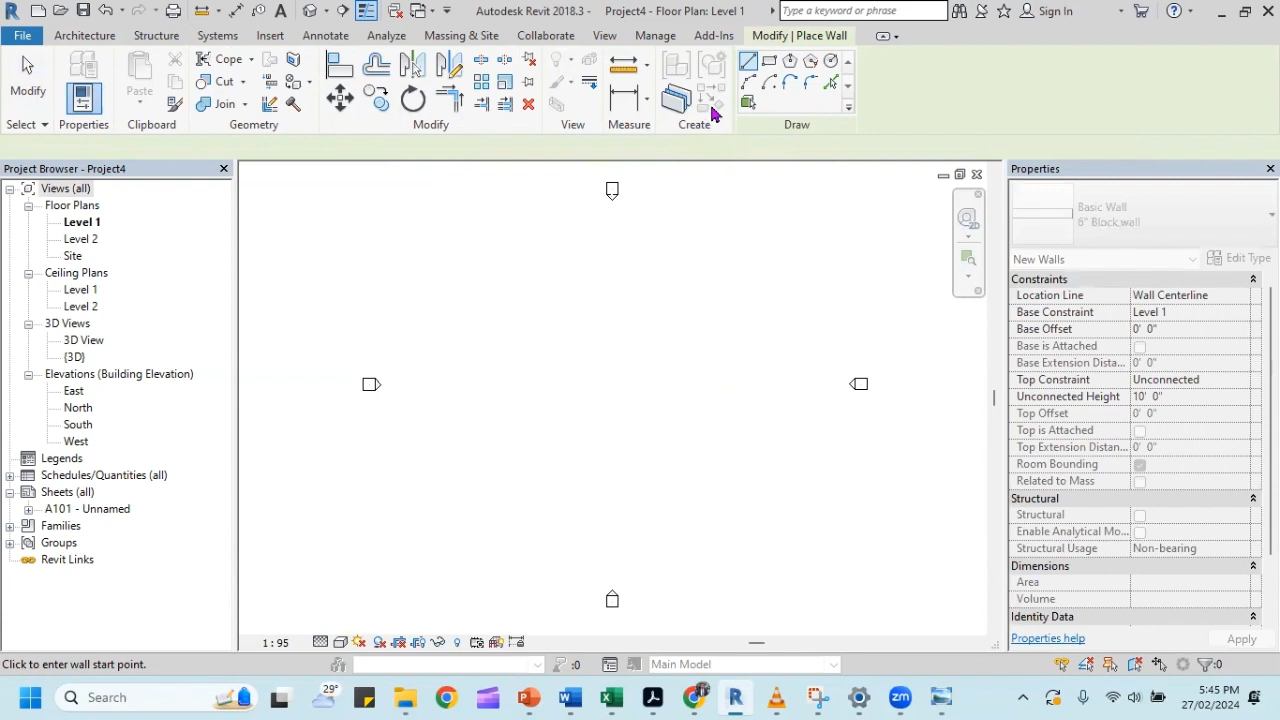 Autodesk Revit 2018.3 - Project4 - Floor Plan: Level 1
Type a keyword or phrase
Sign In
File
Architecture
Structure
Systems
Insert
Annotate
Analyze
Massing & Site
Collaborate
View
Manage
Add-Ins
Modify | Place Wall
Modify
Paste
Cope
Cut
Join
Select
Properties
Clipboard
Geometry
Modify
View
Measure
Create
Draw
Project Browser - Project4
Views (all)
Floor Plans
Level 1
Level 2
Site
Ceiling Plans
Level 1
Level 2
3D Views
3D View
{3D}
Elevations (Building Elevation)
East
North
South
West
Legends
Schedules/Quantities (all)
Sheets (all)
A101 - Unnamed
Families
Groups
Revit Links
2D
1:95
Properties
Basic Wall
6" Block wall
New Walls
Edit Type
Constraints
Location Line Wall Centerline
Base Constraint Level 1
Base Offset 0' 0"
Base is Attached
Base Extension Dista... 0' 0"
Top Constraint Unconnected
Unconnected Height 10' 0"
Top Offset 0' 0"
Top is Attached
Top Extension Distan... 0' 0"
Room Bounding
Related to Mass
Structural
Structural
Enable Analytical Mo...
Structural Usage Non-bearing
Dimensions
Area
Volume
Identity Data
Properties help
Apply
Click to enter wall start point.
:0
Main Model
:0
29°
Search
zm
5:45 PM
27/02/2024